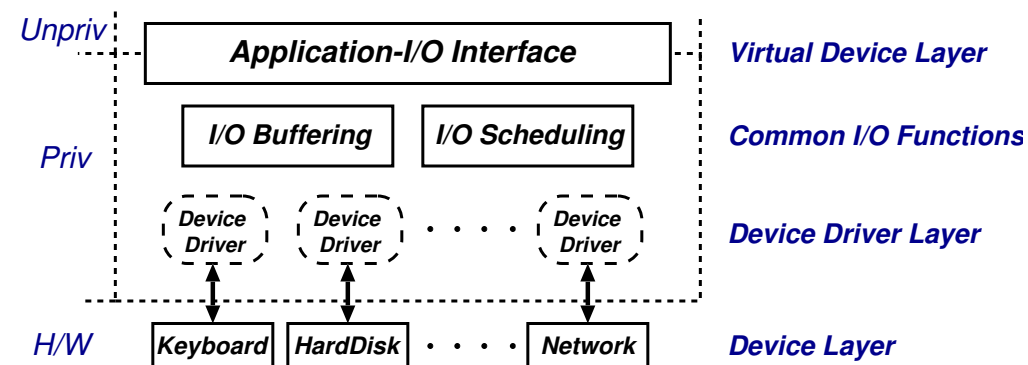 Unpriv
Application-I/O Interface
Virtual Device Layer
Priv
I/O Buffering
I/O Scheduling
Common I/O Functions
Device
Driver
Device
Driver
Device
Driver
Device Driver Layer
H/W
Keyboard
HardDisk
Network
Device Layer